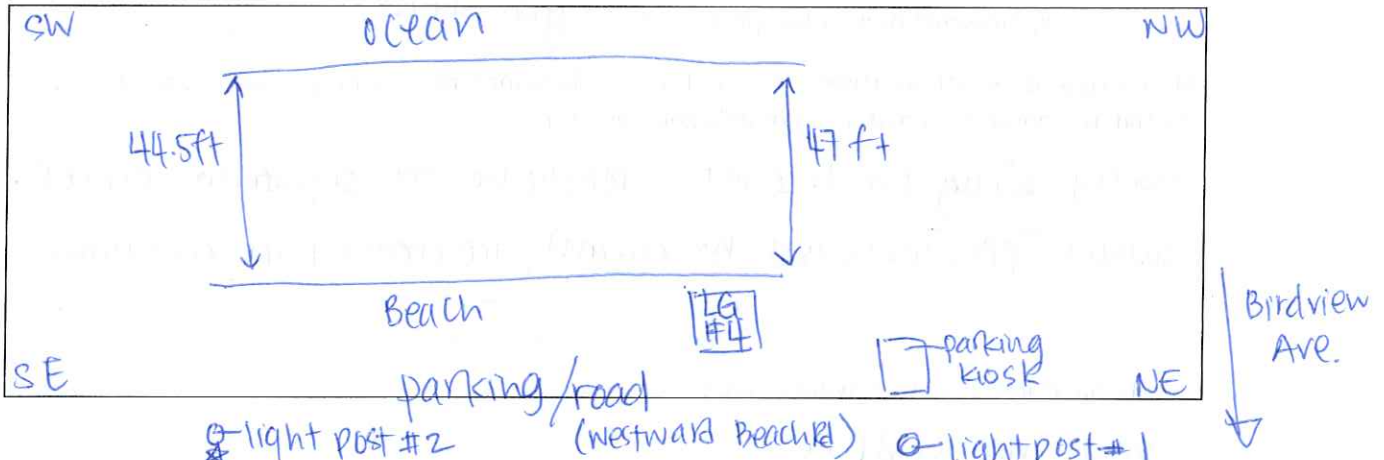 SW
Ocean
NW
44.5ft
47 ft
Beach
LG
#4
Birdview
Ave.
parking
kiosk
SE
parking/road
NE
light post #2
(Westward Beach Rd)
light post #1